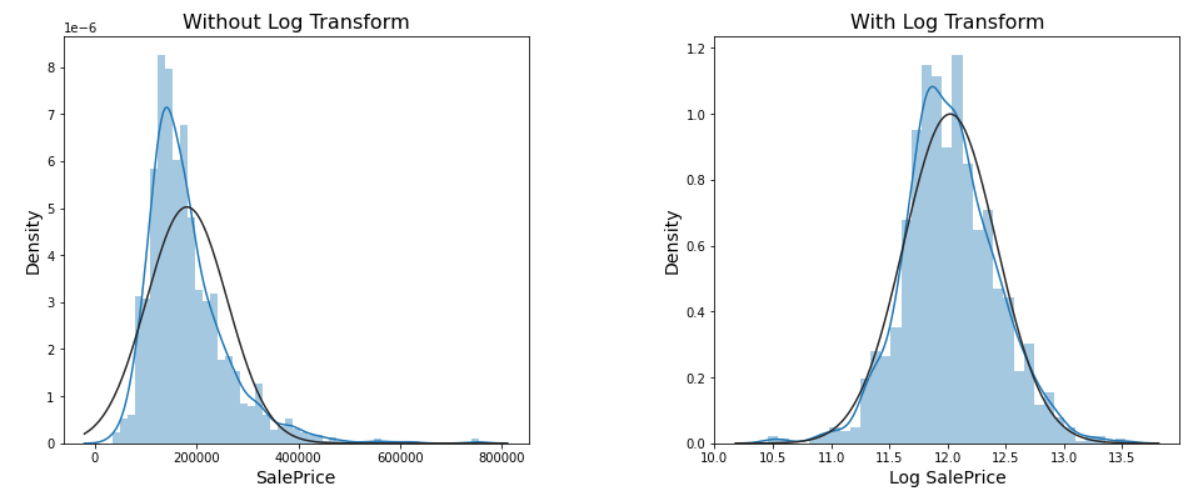 Without Log Transform
1e−6
8
7
6
5
4
3
2
1
0
Density
0 200000 400000 600000 800000
SalePrice
With Log Transform
1.2
1.0
0.8
0.6
0.4
0.2
0.0
Density
10.0 10.5 11.0 11.5 12.0 12.5 13.0 13.5
Log SalePrice